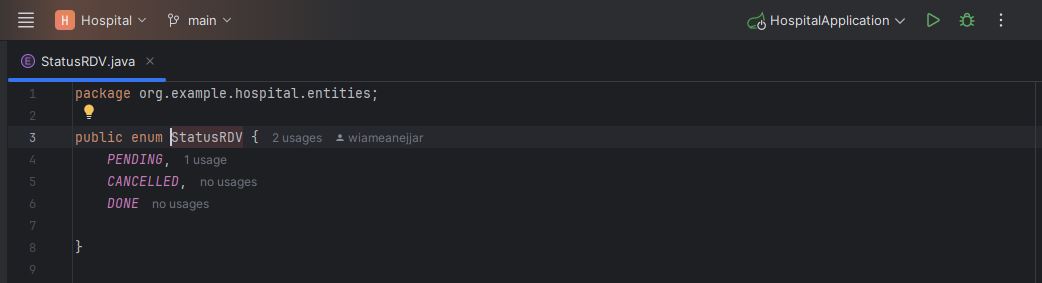 H Hospital main HospitalApplication
E StatusRDV.java
1 package org.example.hospital.entities;
2
3 public enum StatusRDV { 2 usages wiameanejjar
4 PENDING, 1 usage
5 CANCELLED, no usages
6 DONE no usages
7
8 }
9